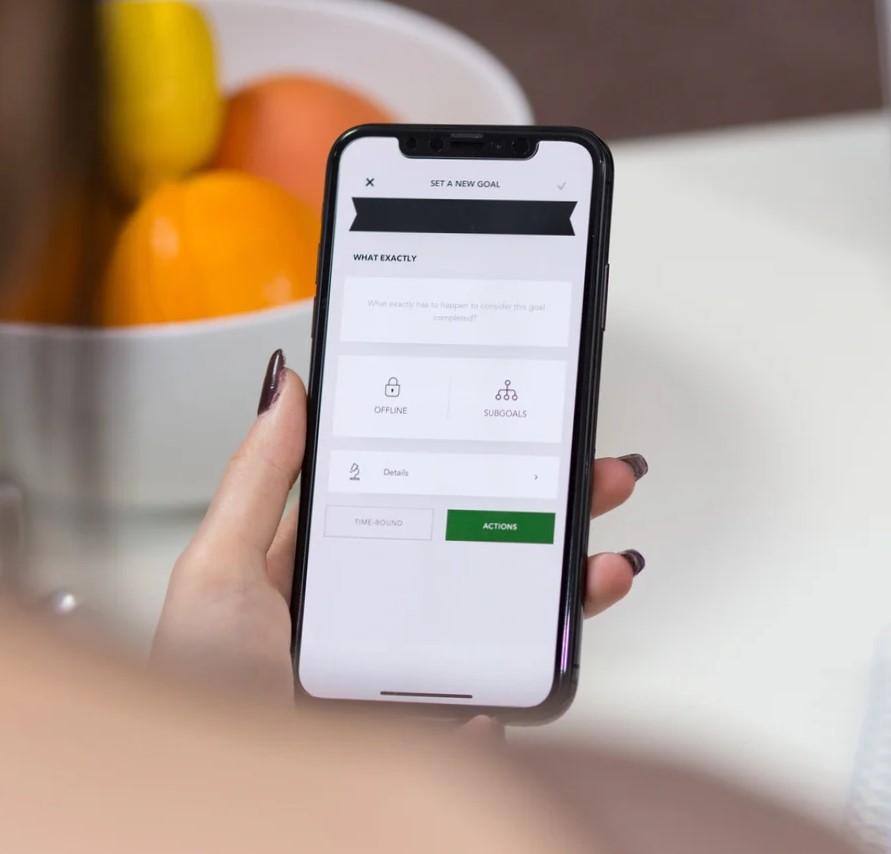 SET A NEW GOAL
WHAT EXACTLY
What exactly has to happen to consider this goal
completed?
OFFLINE
SUBGOALS
Details
TIME-BOUND
ACTIONS